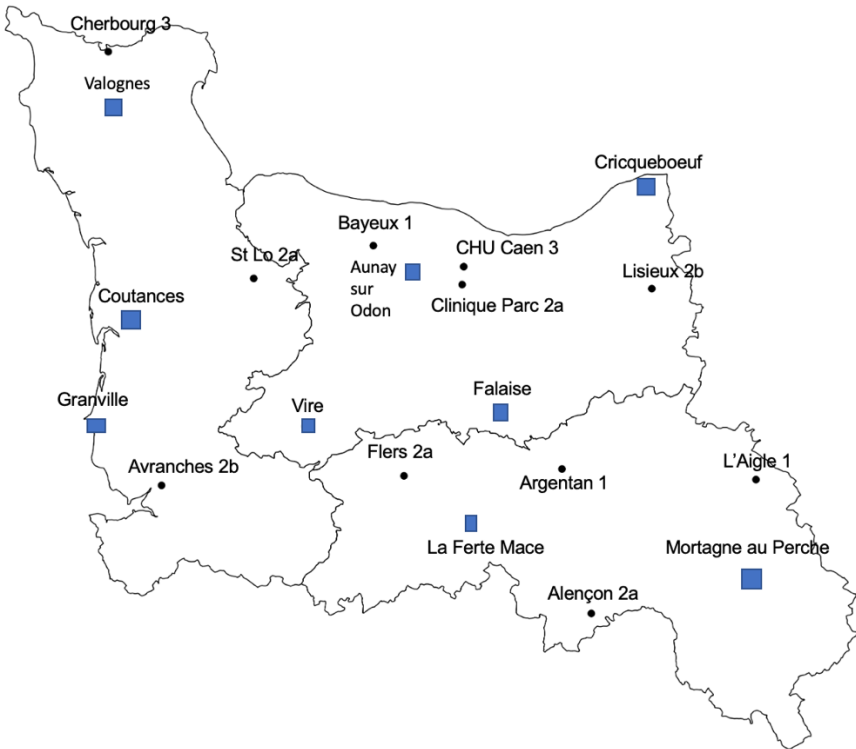 Cherbourg 3
Valognes
Cricqueboeuf
Bayeux 1
CHU Caen 3
St Lo 2a
Aunay
sur
Odon
Lisieux 2b
Clinique Parc 2a
Coutances
Granville
Vire
Falaise
Flers 2a
Avranches 2b
Argentan 1
L'Aigle 1
La Ferte Mace
Mortagne au Perche
Alençon 2a